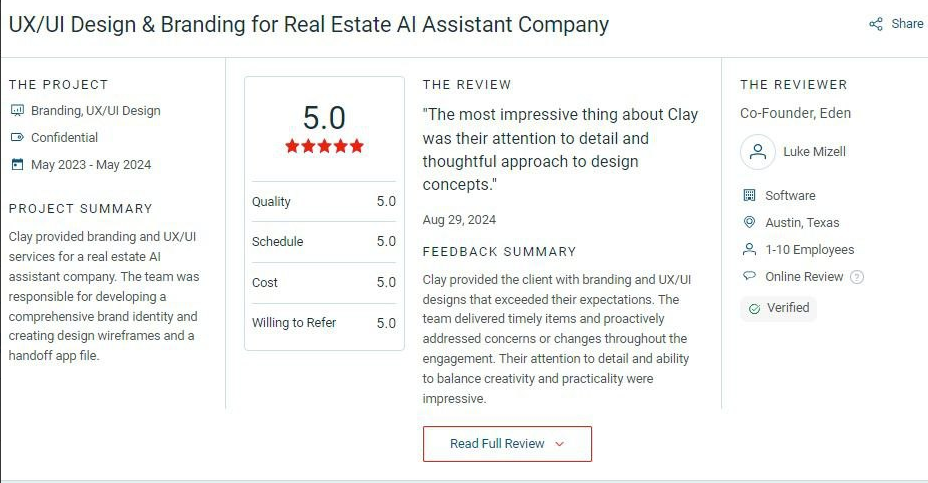 UX/UI Design & Branding for Real Estate AI Assistant Company
Share
THE PROJECT
Branding, UX/UI Design
Confidential
May 2023 - May 2024
PROJECT SUMMARY
Clay provided branding and UX/UI
services for a real estate AI
assistant company. The team was
responsible for developing a
comprehensive brand identity and
creating design wireframes and a
handoff app file.
5.0
Quality 5.0
Schedule 5.0
Cost 5.0
Willing to Refer 5.0
THE REVIEW
"The most impressive thing about Clay
was their attention to detail and
thoughtful approach to design
concepts."
Aug 29, 2024
FEEDBACK SUMMARY
Clay provided the client with branding and UX/UI
designs that exceeded their expectations. The
team delivered timely items and proactively
addressed concerns or changes throughout the
engagement. Their attention to detail and ability
to balance creativity and practicality were
impressive.
Read Full Review
THE REVIEWER
Co-Founder, Eden
Luke Mizell
Software
Austin, Texas
1-10 Employees
Online Review ?
Verified